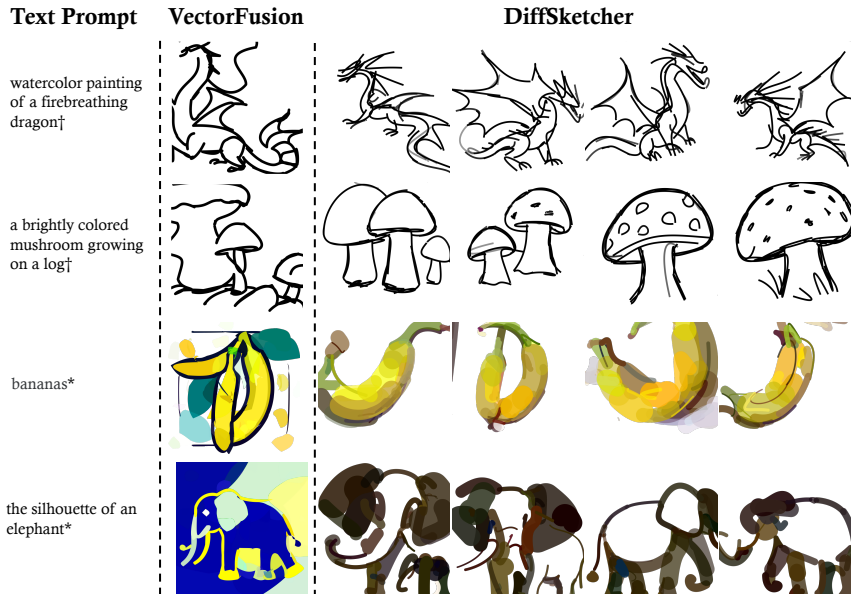 Text Prompt VectorFusion DiffSketcher
watercolor painting
of a firebreathing
dragon†
a brightly colored
mushroom growing
on a log†
bananas*
the silhouette of an
elephant*